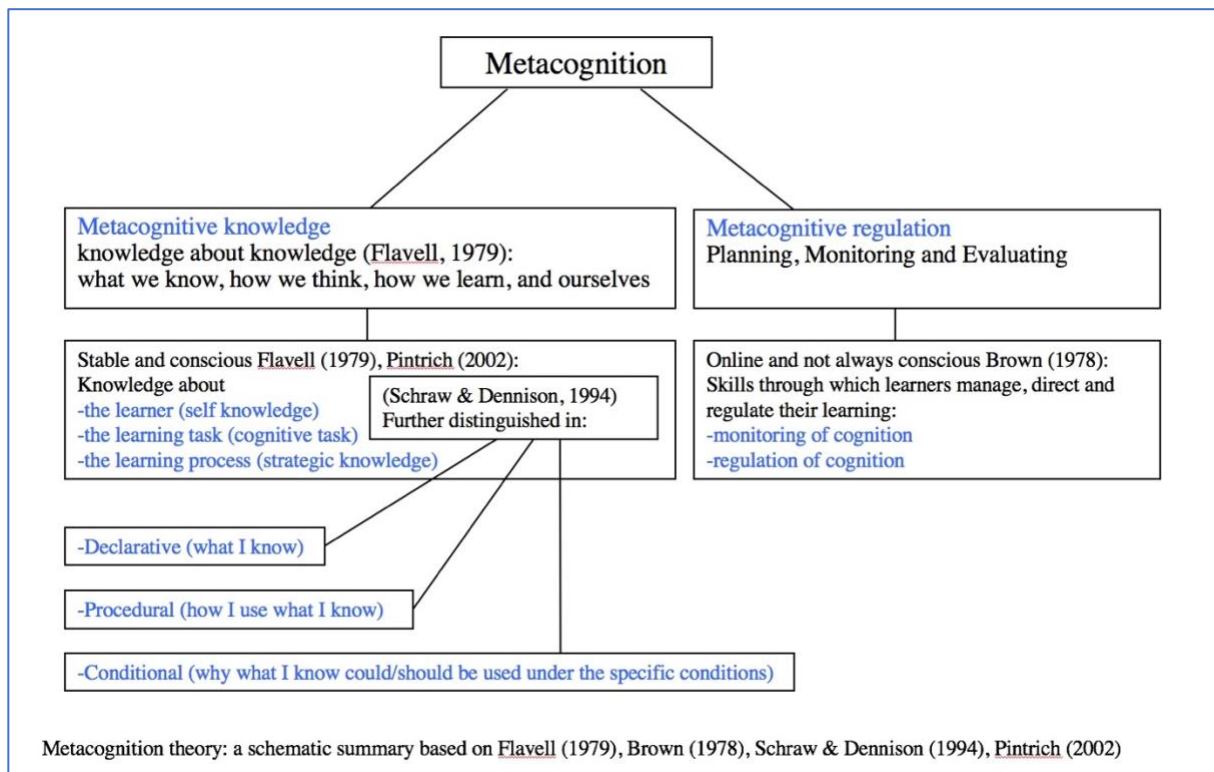 Metacognition
Metacognitive knowledge
knowledge about knowledge (Flavell, 1979):
what we know, how we think, how we learn, and ourselves
Metacognitive regulation
Planning, Monitoring and Evaluating
Stable and conscious Flavell (1979), Pintrich (2002):
Knowledge about
-the learner (self knowledge)
-the learning task (cognitive task)
-the learning process (strategic knowledge)
(Schraw & Dennison, 1994)
Further distinguished in:
Online and not always conscious Brown (1978):
Skills through which learners manage, direct and
regulate their learning:
-monitoring of cognition
-regulation of cognition
-Declarative (what I know)
-Procedural (how I use what I know)
-Conditional (why what I know could/should be used under the specific conditions)
Metacognition theory: a schematic summary based on Flavell (1979), Brown (1978), Schraw & Dennison (1994), Pintrich (2002)